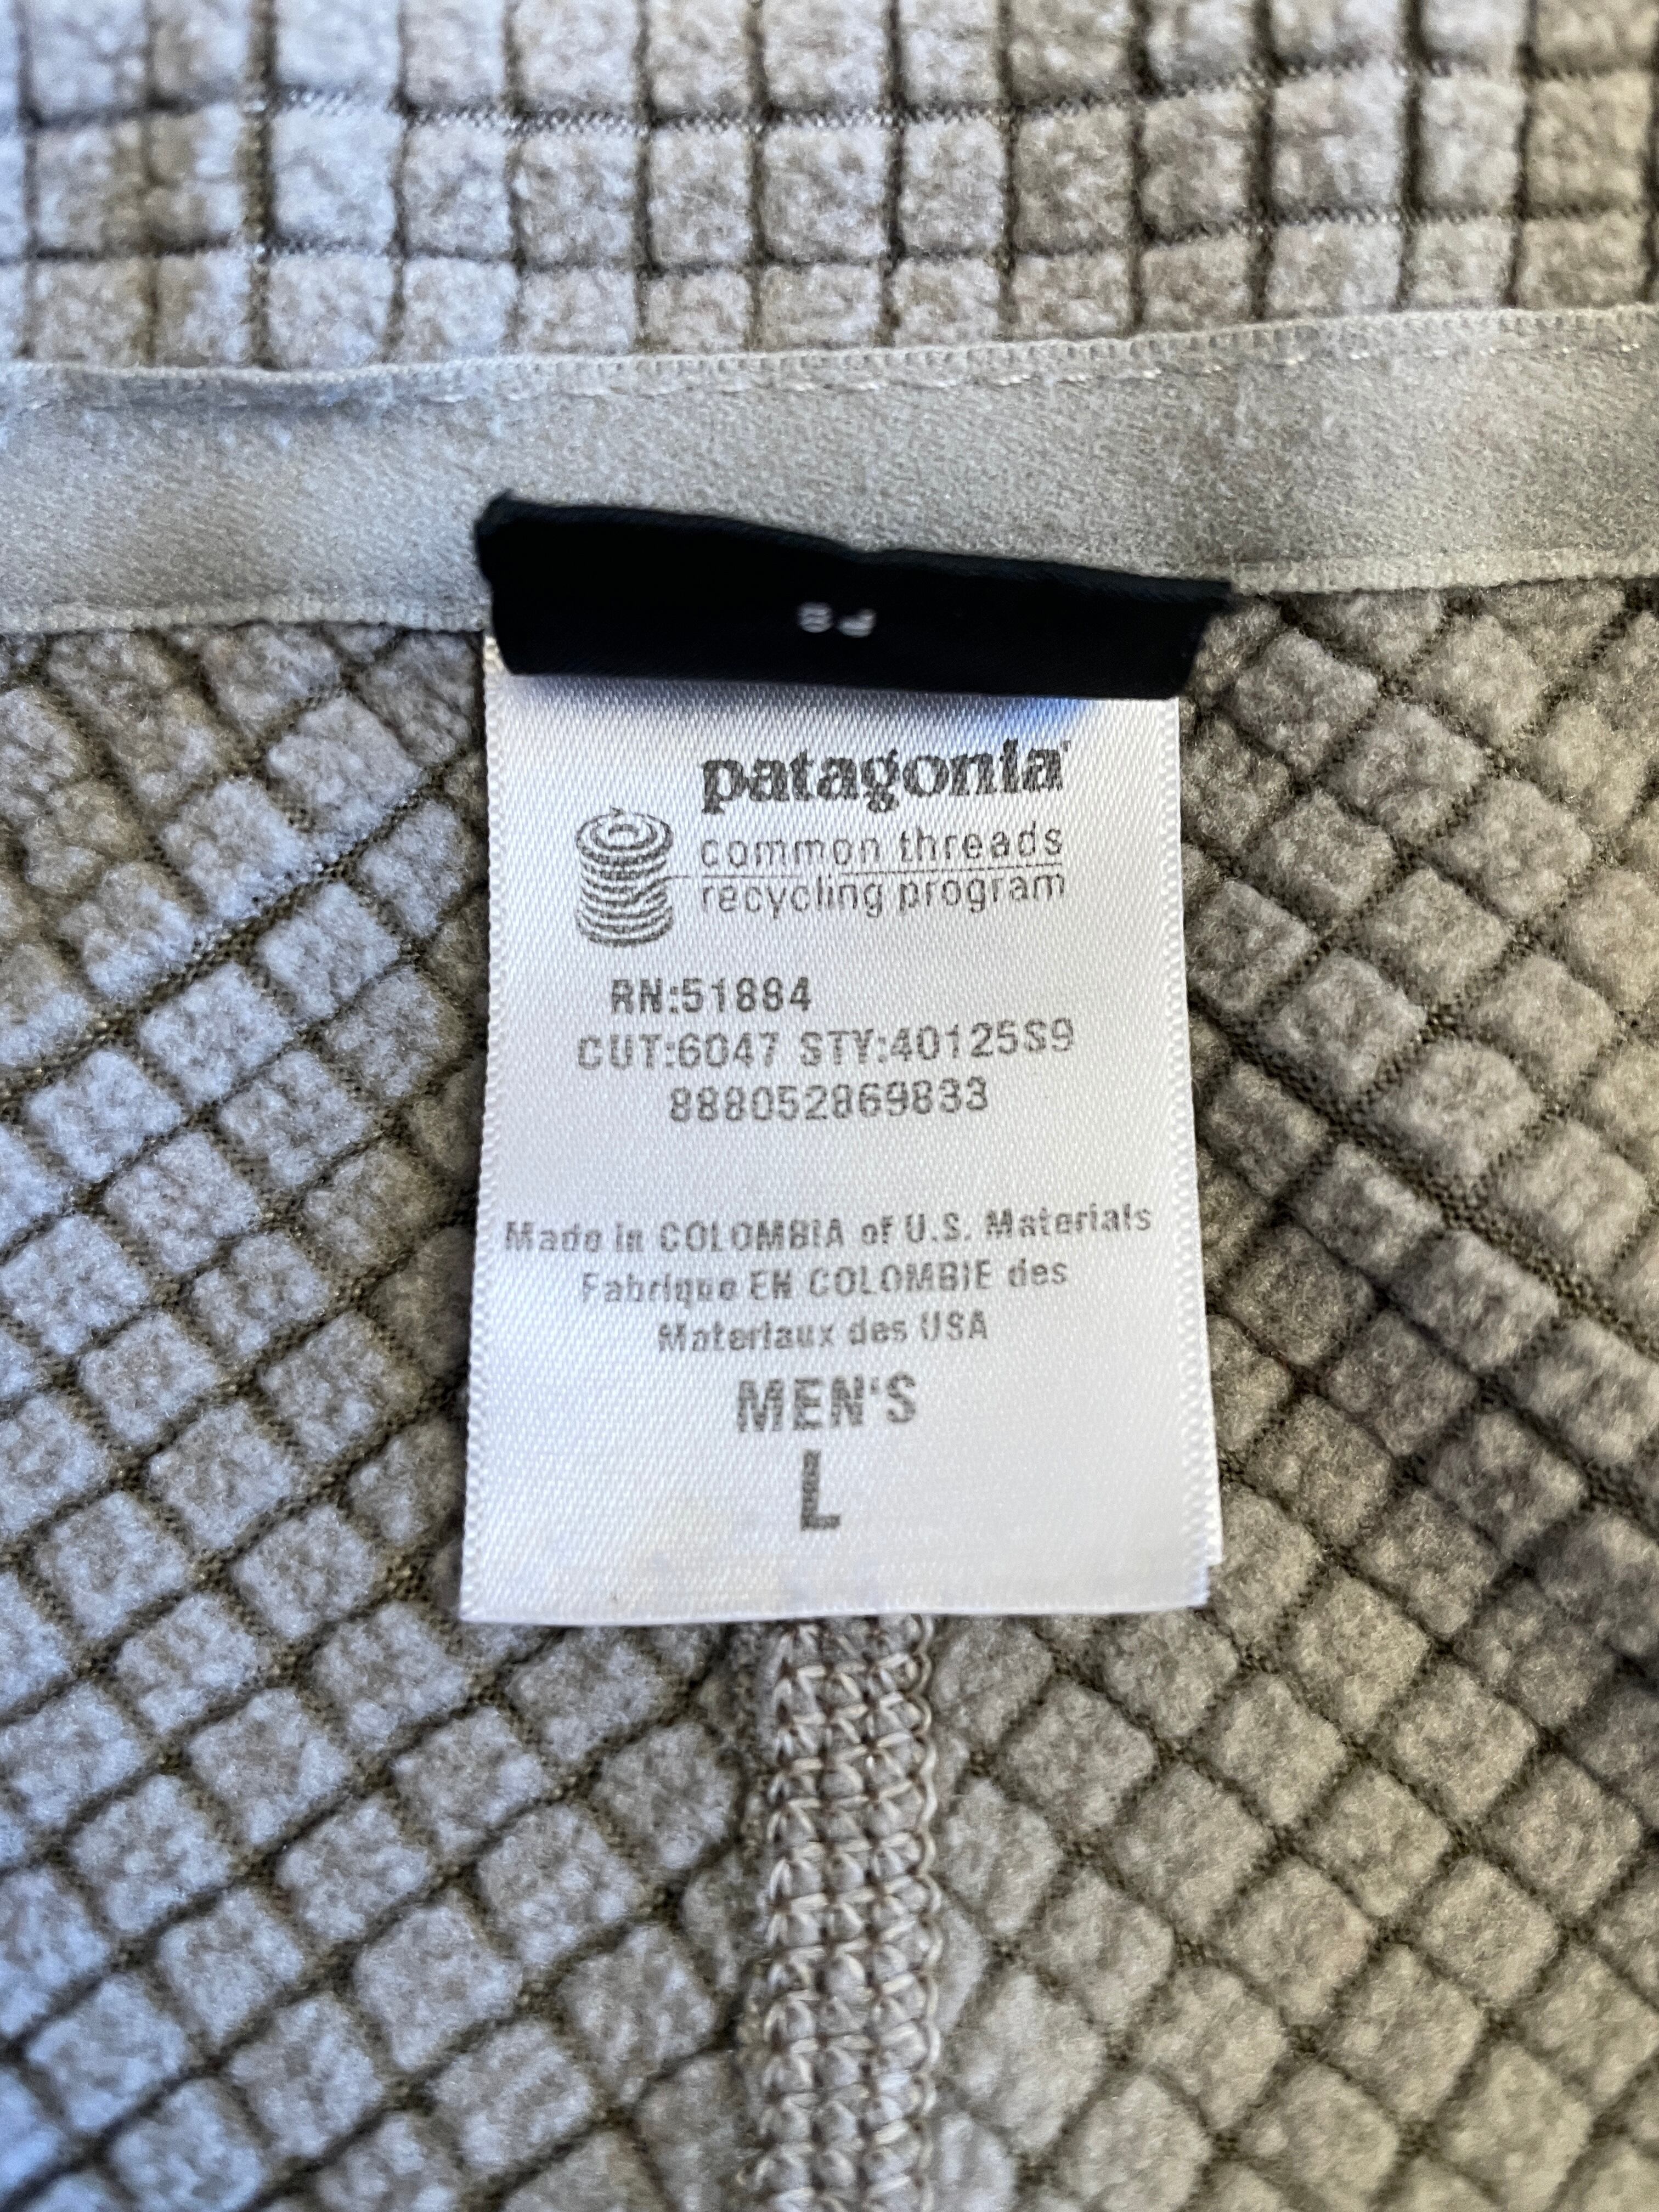 patagonia®
common threads
recycling program
RN:51884
CUT:6047 STY:40125S9
888052869833
Made in COLOMBIA of U.S. Materials
Fabrique EN COLOMBIE des
Materiaux des USA
MEN'S
L